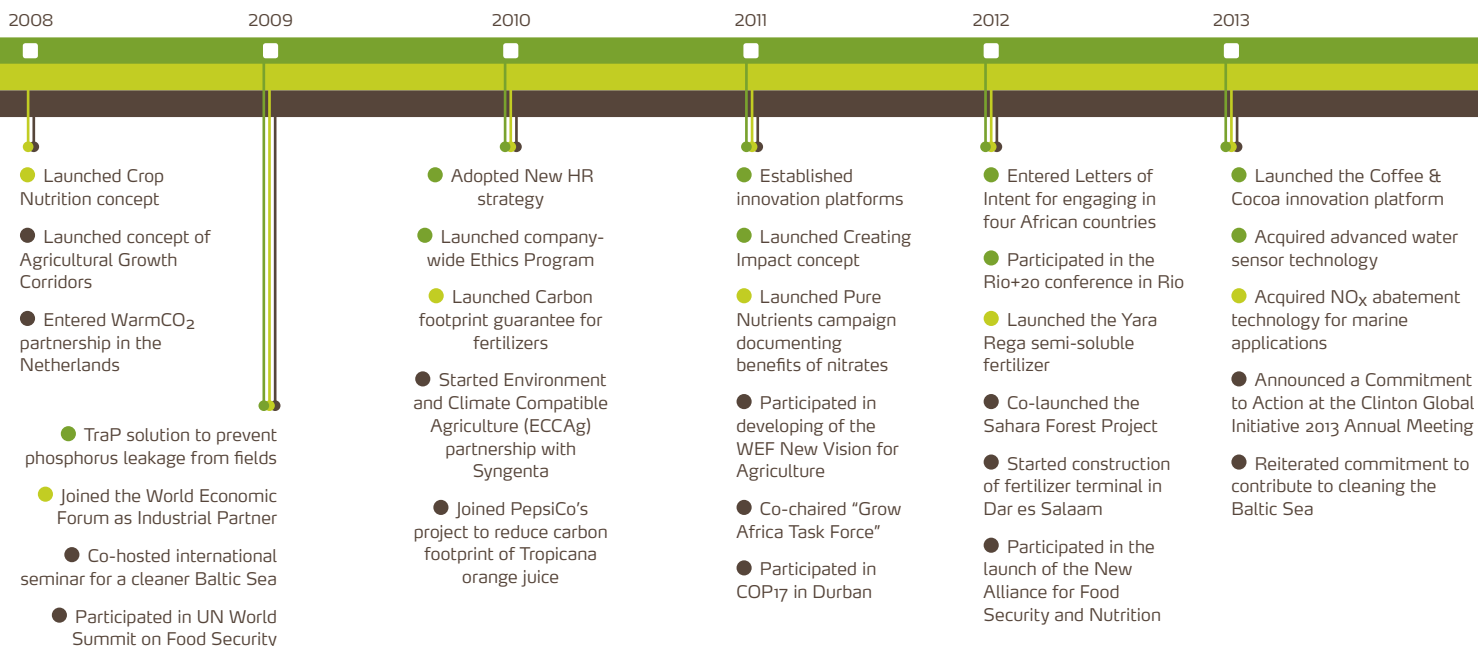 2008
2009
2010
2011
2012
2013
Launched Crop
Nutrition concept
Launched concept of
Agricultural Growth
Corridors
Entered WarmCO₂
partnership in the
Netherlands
TraP solution to prevent
phosphorus leakage from fields
Joined the World Economic
Forum as Industrial Partner
Co-hosted international
seminar for a cleaner Baltic Sea
Participated in UN World
Summit on Food Security
Adopted New HR
strategy
Launched company-
wide Ethics Program
Launched Carbon
footprint guarantee for
fertilizers
Started Environment
and Climate Compatible
Agriculture (ECCAg)
partnership with
Syngenta
Joined PepsiCo’s
project to reduce carbon
footprint of Tropicana
orange juice
Established
innovation platforms
Launched Creating
Impact concept
Launched Pure
Nutrients campaign
documenting
benefits of nitrates
Participated in
developing of the
WEF New Vision for
Agriculture
Co-chaired “Grow
Africa Task Force”
Participated in
COP17 in Durban
Entered Letters of
Intent for engaging in
four African countries
Participated in the
Rio+20 conference in Rio
Launched the Yara
Rega semi-soluble
fertilizer
Co-launched the
Sahara Forest Project
Started construction
of fertilizer terminal in
Dar es Salaam
Participated in the
launch of the New
Alliance for Food
Security and Nutrition
Launched the Coffee &
Cocoa innovation platform
Acquired advanced water
sensor technology
Acquired NOₓ abatement
technology for marine
applications
Announced a Commitment
to Action at the Clinton Global
Initiative 2013 Annual Meeting
Reiterated commitment to
contribute to cleaning the
Baltic Sea